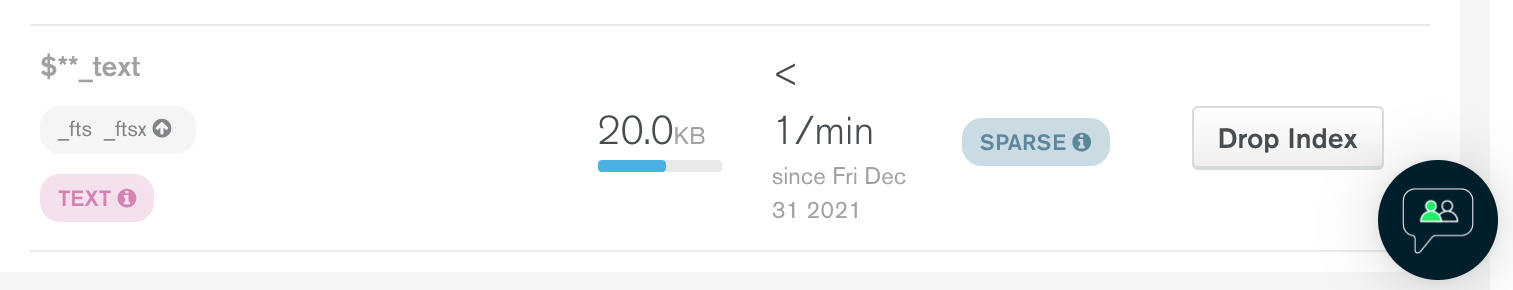 $**_text
_fts _ftsx
TEXT
20.0KB
<
1/min
since Fri Dec
31 2021
SPARSE
Drop Index